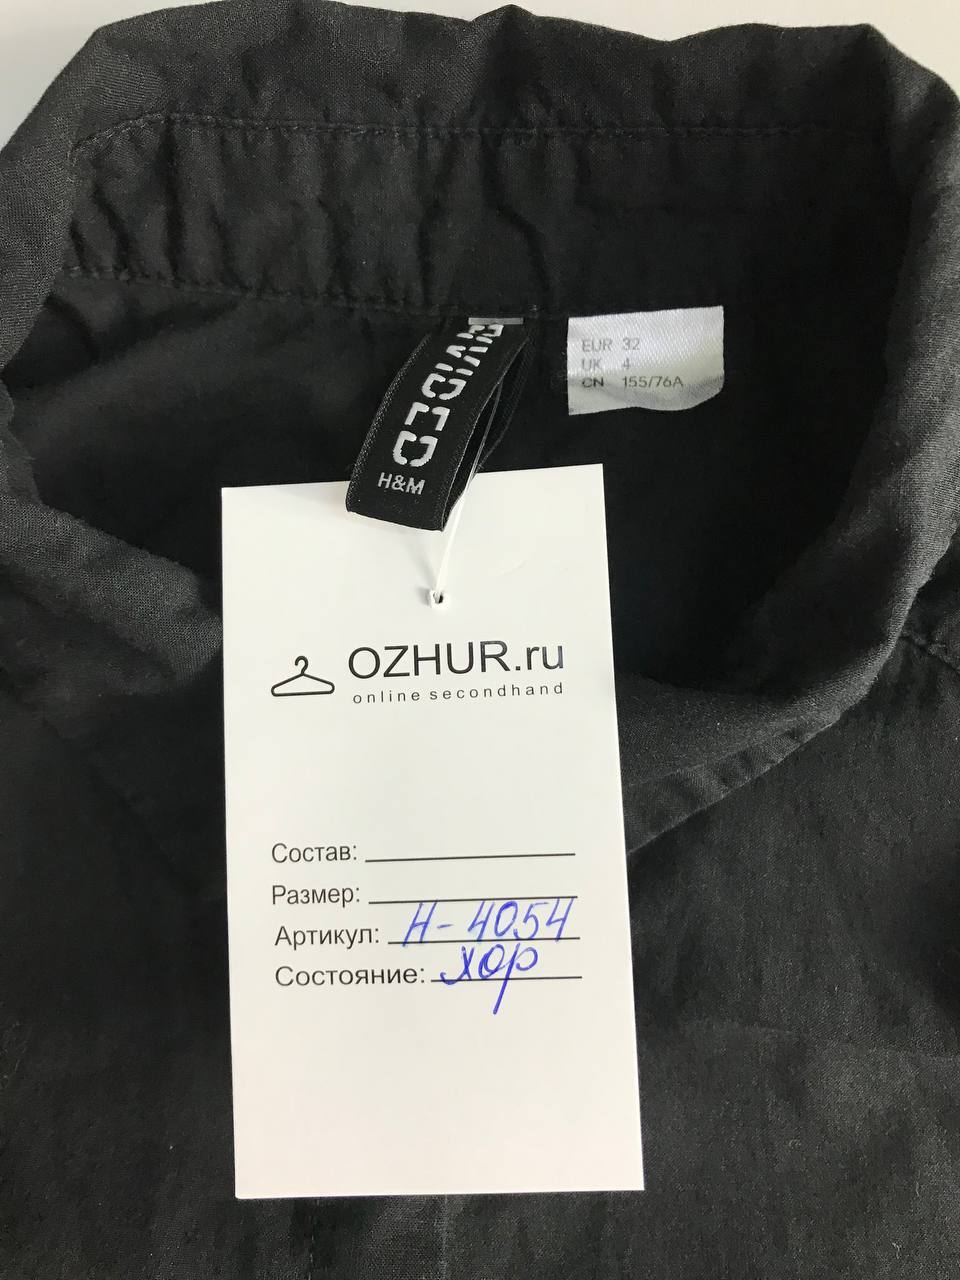 DIVIDED
H&M
EUR 32
UK 4
CN 155/76A
OZHUR.ru
online secondhand
Состав:
Размер:
Артикул: Н-4054
Состояние: хор